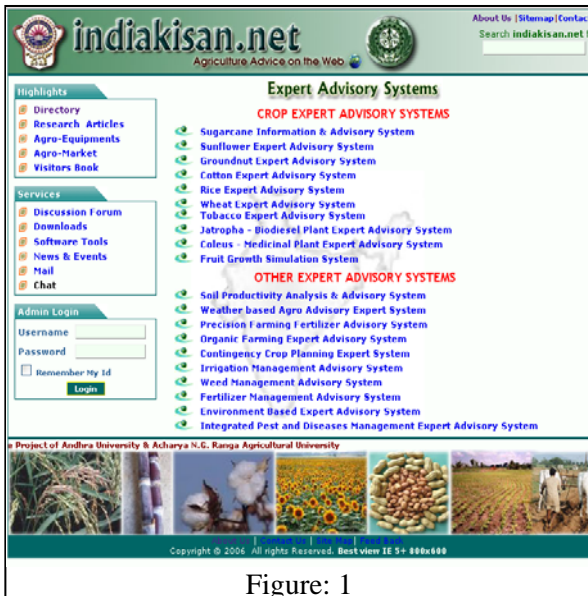 indiakisan.net
Agriculture Advice on the Web
About Us |Sitemap|Contac
Search indiakisan.net
Highlights
Directory
Research Articles
Agro-Equipments
Agro-Market
Visitors Book
Services
Discussion Forum
Downloads
Software Tools
News & Events
Mail
Chat
Admin Login
Username
Password
Remember My Id
Login
Expert Advisory Systems
CROP EXPERT ADVISORY SYSTEMS
Sugarcane Information & Advisory System
Sunflower Expert Advisory System
Groundnut Expert Advisory System
Cotton Expert Advisory System
Rice Expert Advisory System
Wheat Expert Advisory System
Tobacco Expert Advisory System
Jatropha - Biodiesel Plant Expert Advisory System
Coleus - Medicinal Plant Expert Advisory System
Fruit Growth Simulation System
OTHER EXPERT ADVISORY SYSTEMS
Soil Productivity Analysis & Advisory System
Weather based Agro Advisory Expert System
Precision Farming Fertilizer Advisory System
Organic Farming Expert Advisory System
Contingency Crop Planning Expert System
Irrigation Management Advisory System
Weed Management Advisory System
Fertilizer Management Advisory System
Environment Based Expert Advisory System
Integrated Pest and Diseases Management Expert Advisory System
e Project of Andhra University & Acharya N.G. Ranga Agricultural University
About Us | Contact Us | Site Map| Feed Back
Copyright © 2006 All rights Reserved. Best view IE 5+ 800x600
Figure: 1